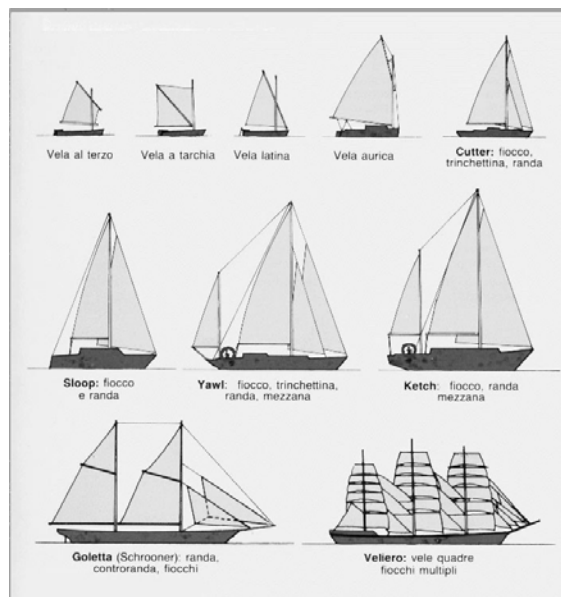 Vela al terzo
Vela a tarchia
Vela latina
Vela aurica
Cutter: fiocco,
trinchettina, randa
Sloop: fiocco
e randa
Yawl: fiocco, trinchettina,
randa, mezzana
Ketch: fiocco, randa
mezzana
Goletta (Schrooner): randa,
controranda, fiocchi
Veliero: vele quadre
fiocchi multipli